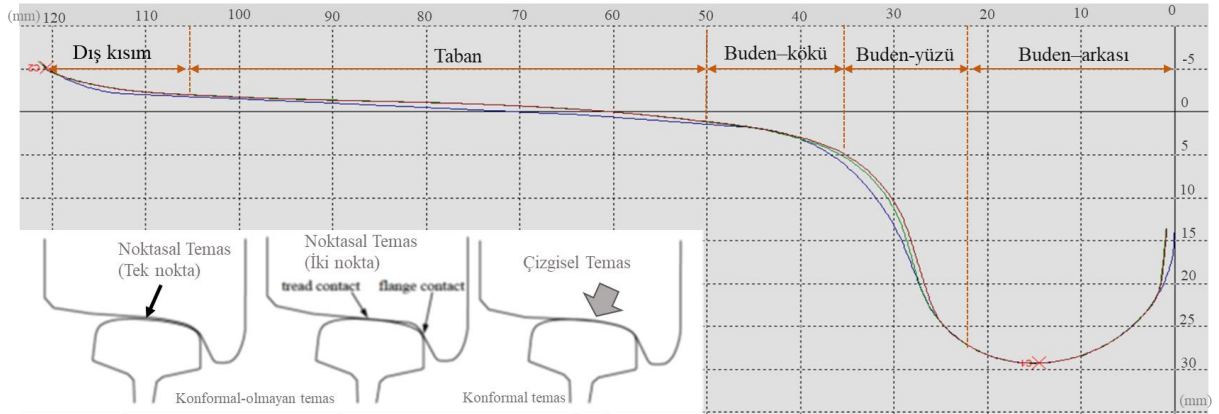 (mm) 120 110 100 90 80 70 60 50 40 30 20 10 0
Dış kısım Taban Buden–kökü Buden-yüzü Buden–arkası
-5
0
5
10
15
20
25
30
(mm)
Noktasal Temas
(Tek nokta)
Noktasal Temas
(İki nokta)
tread contact flange contact
Çizgisel Temas
Konformal-olmayan temas
Konformal temas